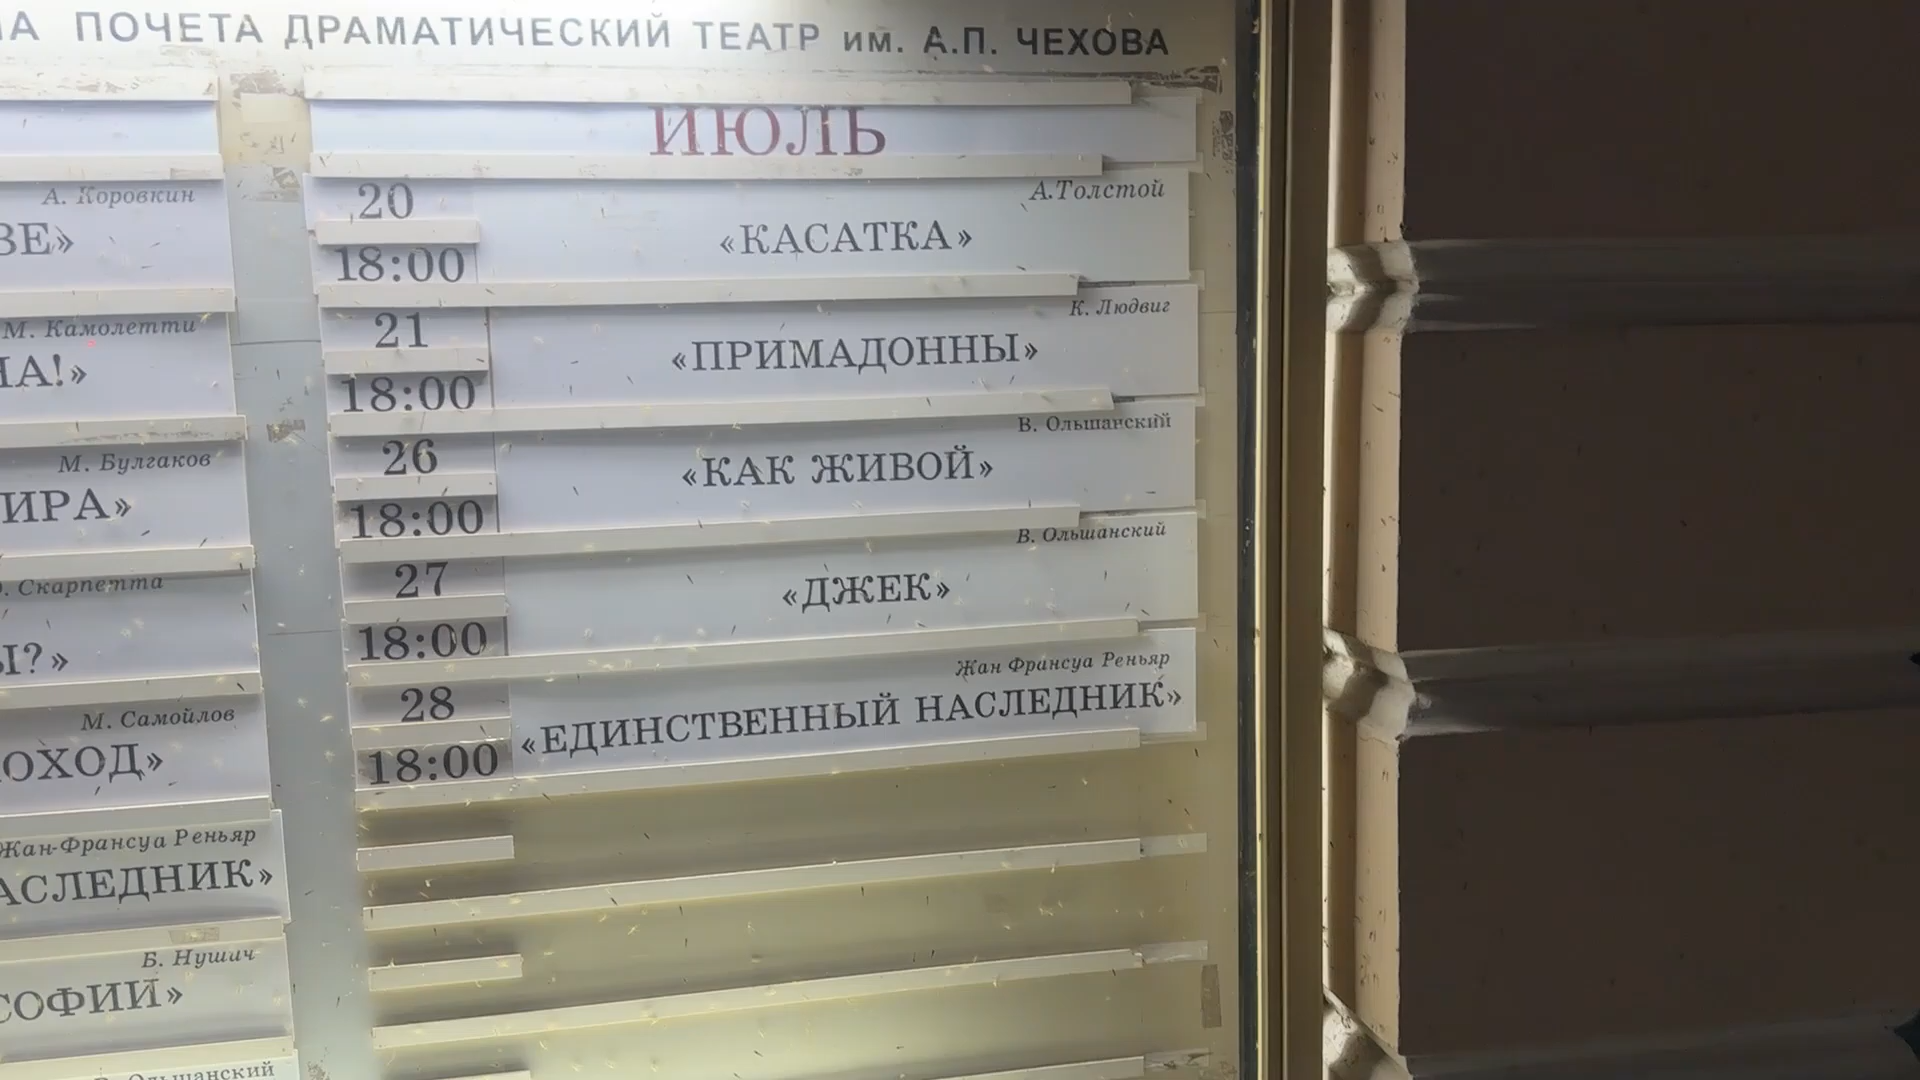 ПОЧЕТА ДРАМАТИЧЕСКИЙ ТЕАТР им. А.П. ЧЕХОВА
А. Коровкин
М. Камолетти
М. Булгаков
Скарпетта
М. Самойлов
Жан-Франсуа Реньяр
Б. Нушич
Ольшанский
ИЮЛЬ
20
18:00
А.Толстой
«КАСАТКА»
21
18:00
К. Людвиг
«ПРИМАДОННЫ»
26
18:00
В. Ольшанский
«КАК ЖИВОЙ»
27
18:00
В. Ольшанский
«ДЖЕК»
28
18:00
Жан Франсуа Реньяр
«ЕДИНСТВЕННЫЙ НАСЛЕДНИК»